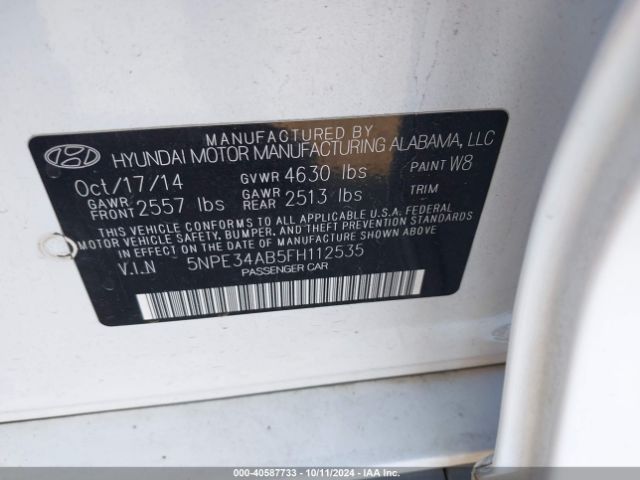 MANUFACTURED BY
HYUNDAI MOTOR MANUFACTURING ALABAMA, LLC
Oct/17/14 GVWR 4630 lbs PAINT W8
GAWR FRONT 2557 lbs GAWR REAR 2513 lbs TRIM
THIS VEHICLE CONFORMS TO ALL APPLICABLE U.S.A. FEDERAL
MOTOR VEHICLE SAFETY, BUMPER, AND THEFT PREVENTION STANDARDS
IN EFFECT ON THE DATE OF MANUFACTURE SHOWN ABOVE.
V.I.N 5NPE34AB5FH112535
PASSENGER CAR
000-40587733 - 10/11/2024 - IAA Inc.